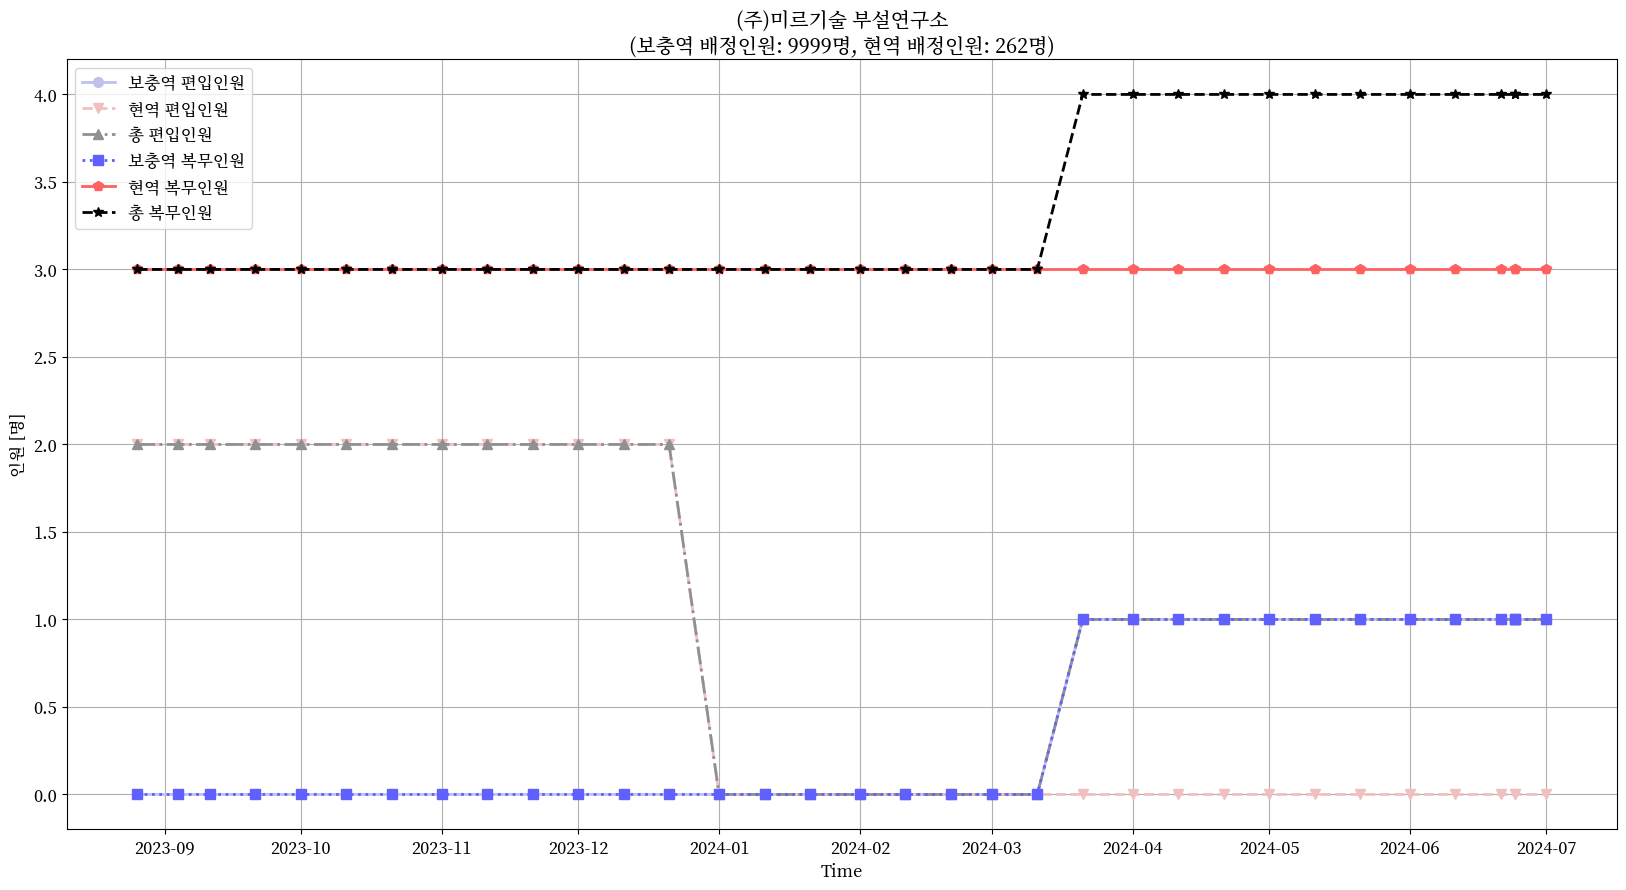 (주)미르기술 부설연구소
(보충역 배정인원: 9999명, 현역 배정인원: 262명)
보충역 편입인원
현역 편입인원
총 편입인원
보충역 복무인원
현역 복무인원
총 복무인원
인원 [명]
4.0
3.5
3.0
2.5
2.0
1.5
1.0
0.5
0.0
2023-09
2023-10
2023-11
2023-12
2024-01
2024-02
2024-03
2024-04
2024-05
2024-06
2024-07
Time